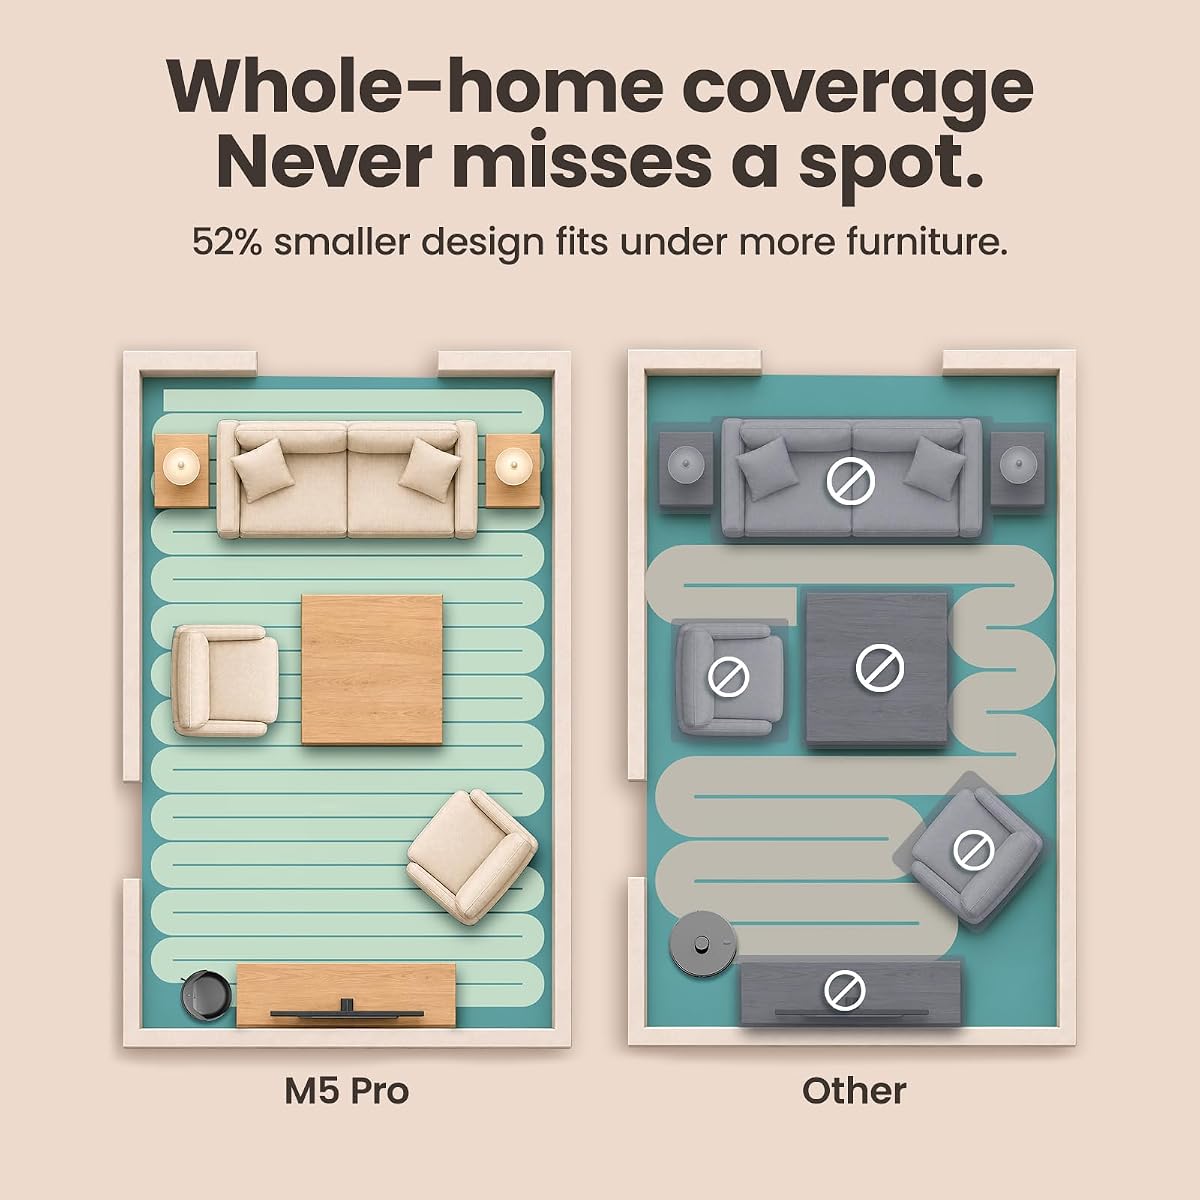 Whole-home coverage
Never misses a spot.
52% smaller design fits under more furniture.
M5 Pro
Other